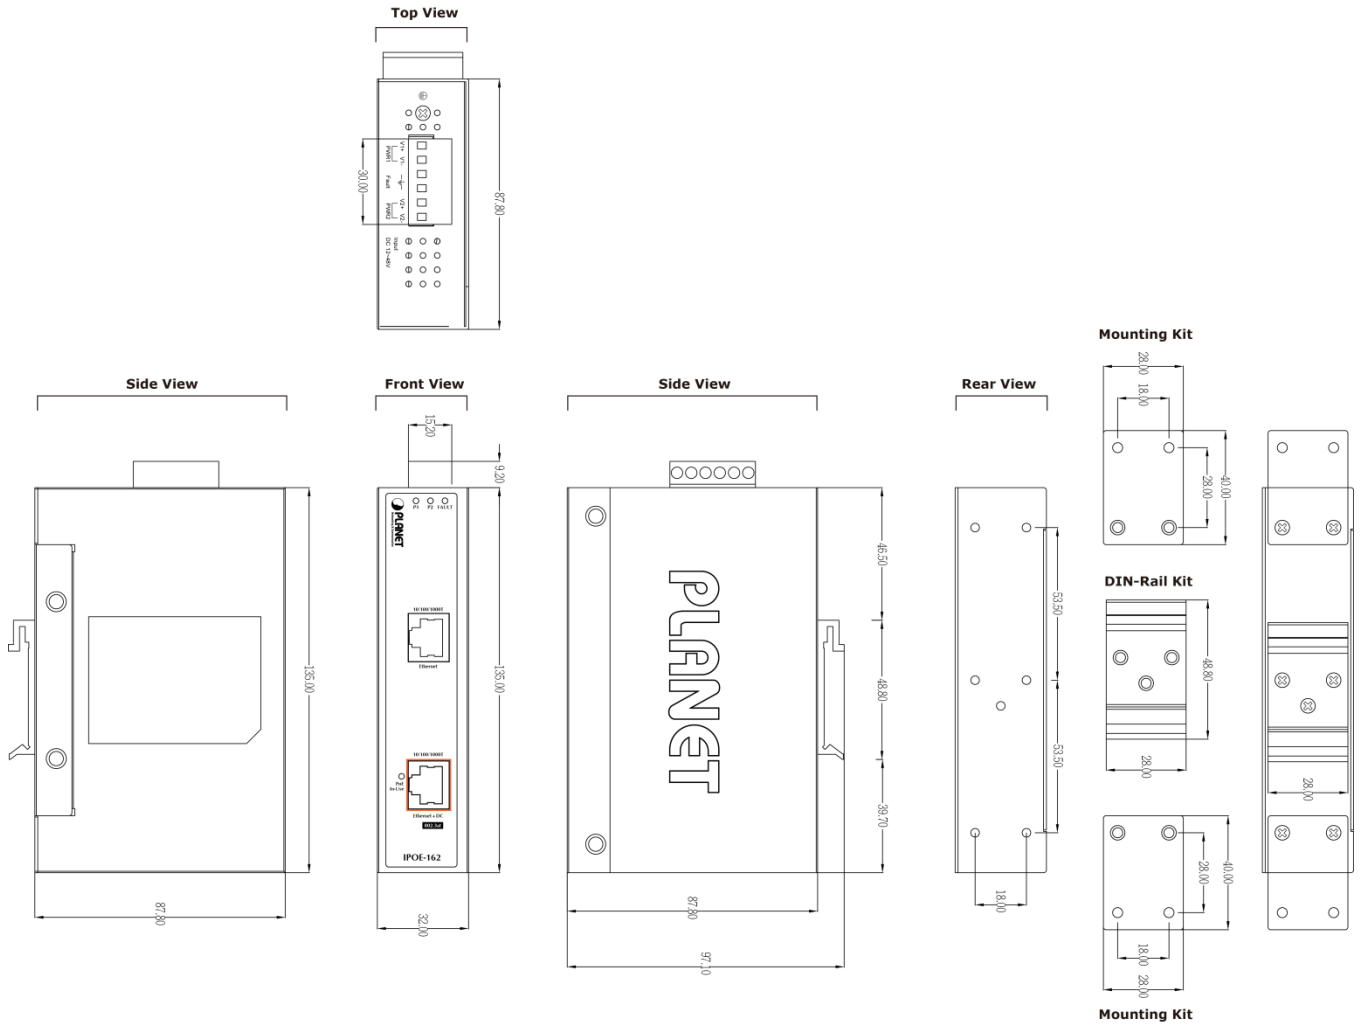 Top View
V1+
PWR1
V1-
Fault
V2+
PWR2
V2-
Input
DC 12~48V
30.00
87.80
Mounting Kit
28.00
18.00
28.00
40.00
Side View
135.00
87.80
Front View
15.20
9.20
P1 P2 FAULT
PLANET
10/100/1000T
Ethernet
135.00
10/100/1000T
PoE
In-Use
Ethernet + DC
802.3af
IPOE-162
32.00
Side View
PLANET
46.50
48.80
39.70
87.80
97.10
Rear View
53.50
53.50
18.00
DIN-Rail Kit
48.80
28.00
28.00
28.00
40.00
18.00
28.00
Mounting Kit